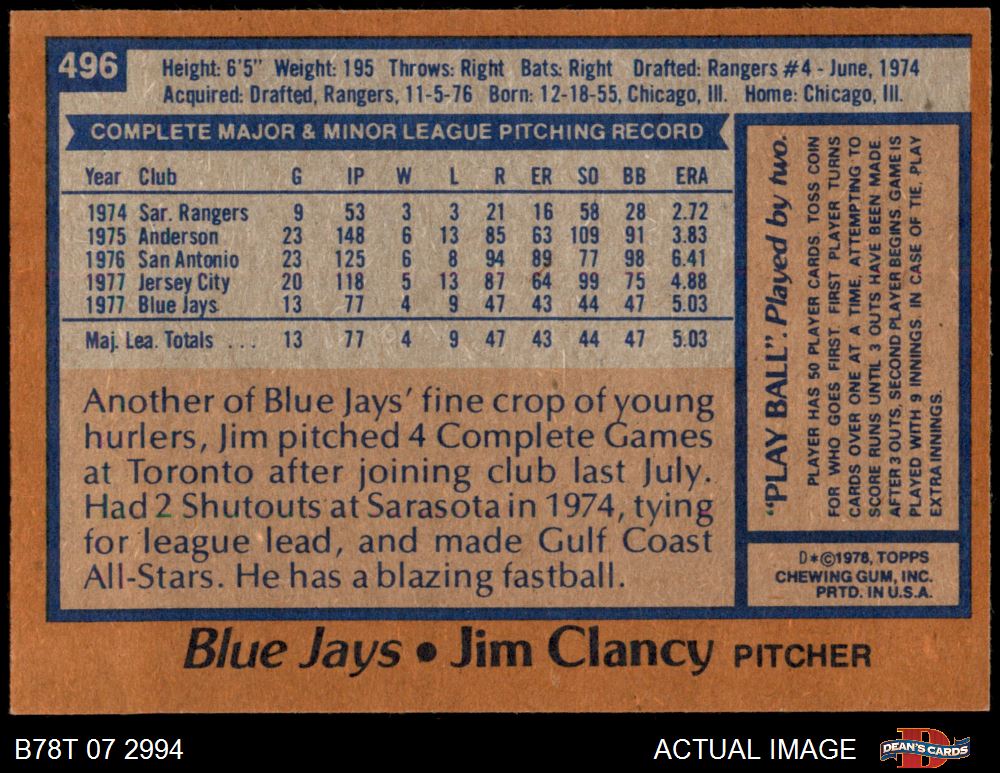 496
Height: 6'5" Weight: 195 Throws: Right Bats: Right Drafted: Rangers #4 - June, 1974
Acquired: Drafted, Rangers, 11-5-76 Born: 12-18-55, Chicago, Ill. Home: Chicago, Ill.
COMPLETE MAJOR & MINOR LEAGUE PITCHING RECORD
Year Club G IP W L R ER SO BB ERA
1974 Sar. Rangers 9 53 3 3 21 16 58 28 2.72
1975 Anderson 23 148 6 13 85 63 109 91 3.83
1976 San Antonio 23 125 6 8 94 89 77 98 6.41
1977 Jersey City 20 118 5 13 87 64 99 75 4.88
1977 Blue Jays 13 77 4 9 47 43 44 47 5.03
Maj. Lea. Totals ... 13 77 4 9 47 43 44 47 5.03
Another of Blue Jays' fine crop of young
hurlers, Jim pitched 4 Complete Games
at Toronto after joining club last July.
Had 2 Shutouts at Sarasota in 1974, tying
for league lead, and made Gulf Coast
All-Stars. He has a blazing fastball.
"PLAY BALL". Played by two.
PLAYER HAS 50 PLAYER CARDS. TOSS COIN
FOR WHO GOES FIRST. FIRST PLAYER TURNS
CARDS OVER ONE AT A TIME, ATTEMPTING TO
SCORE RUNS UNTIL 3 OUTS HAVE BEEN MADE.
AFTER 3 OUTS, SECOND PLAYER BEGINS. GAME IS
PLAYED WITH 9 INNINGS. IN CASE OF TIE, PLAY
EXTRA INNINGS.
D*©1978, TOPPS
CHEWING GUM, INC.
PRTD. IN U.S.A.
Blue Jays • Jim Clancy PITCHER
B78T 07 2994
ACTUAL IMAGE
DEAN'S CARDS